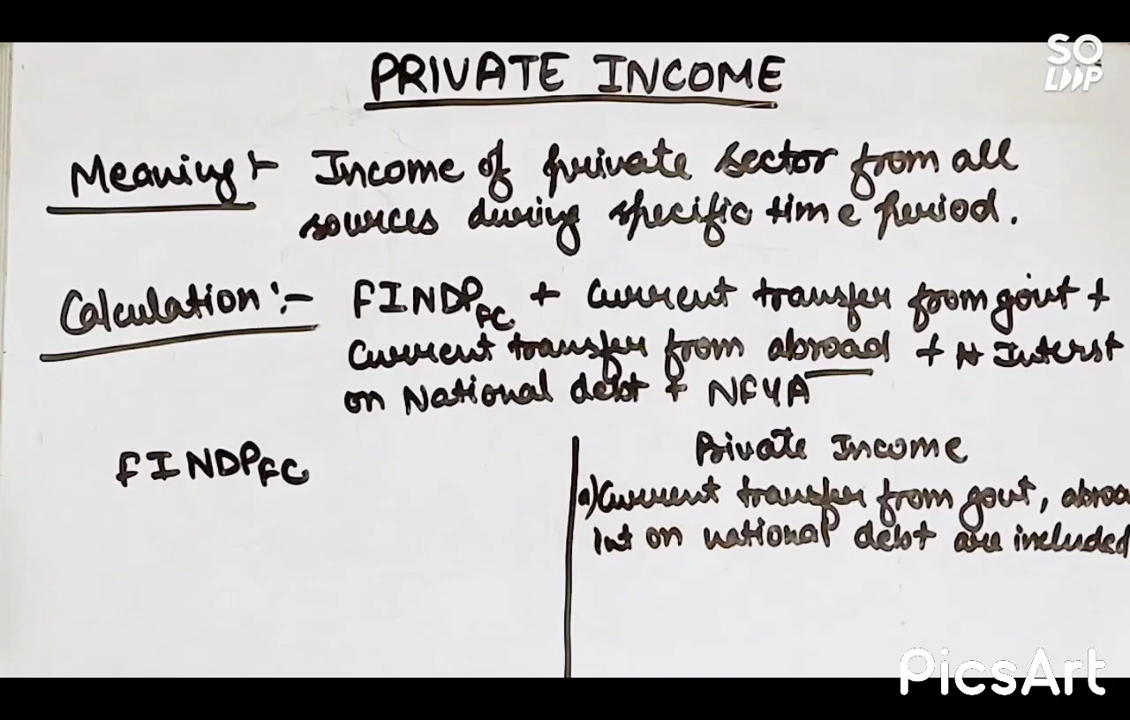 SO
LOOP
PRIVATE INCOME
Meaning :- Income of private sector from all
sources during specific time period.
Calculation :- FINDPFC + Current transfer from govt +
Current transfer from abroad + Interst
on National debt + NFYA
FINDPFC
Private Income
a) Current transfer from govt, abroa
int on national debt are included
PicsArt